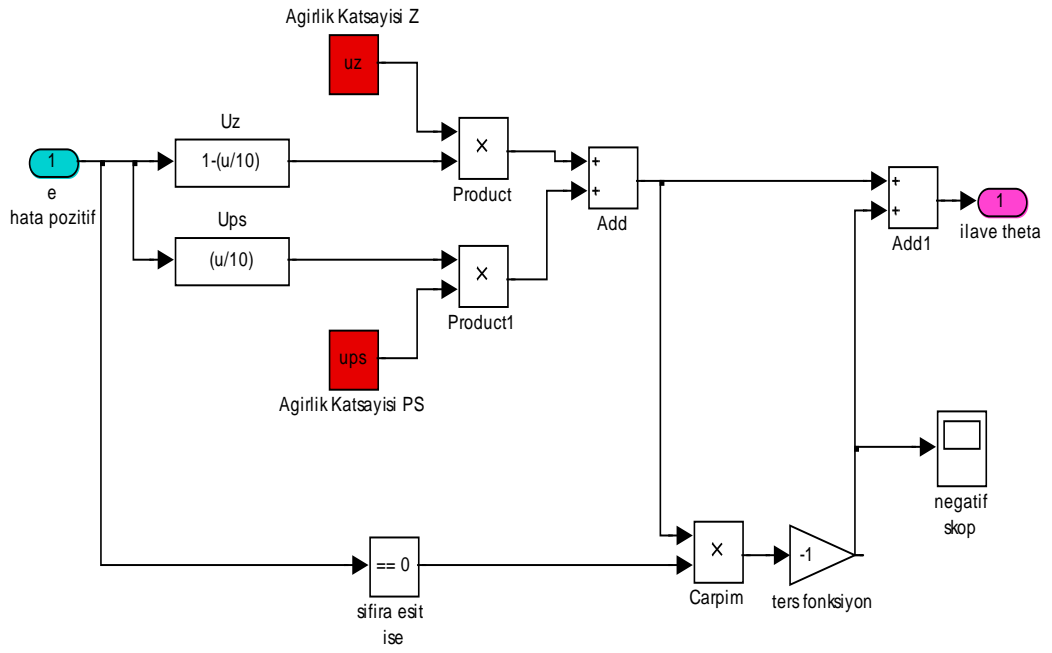 Agirlik Katsayisi Z
uz
Uz
1-(u/10)
×
Product
1
e
hata pozitif
+
+
Add
+
+
Add1
1
ilave theta
Ups
(u/10)
×
Product1
ups
Agirlik Katsayisi PS
negatif
skop
== 0
sifira esit
ise
×
Carpim
-1
ters fonksiyon